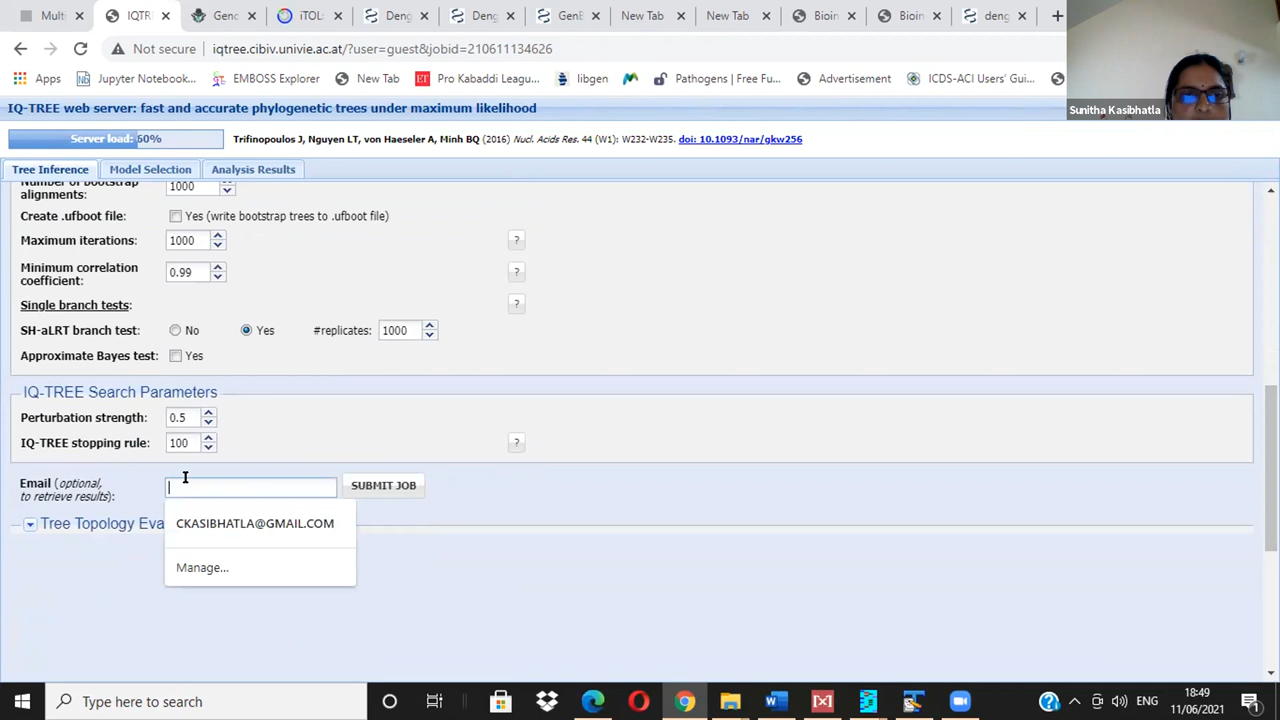 Multi
IQTRE
Genc
iTOL:
Deng
Den
GenB
New Tab
New Tab
Bioin
Bioin
deng
Not secure
iqtree.cibiv.univie.ac.at/?user=guest&jobid=210611134626
Apps
Jupyter Notebook...
EMBOSS Explorer
New Tab
Pro Kabaddi Leagu...
libgen
Pathogens | Free Fu...
Advertisement
ICDS-ACI Users' Gui...
Sunitha Kasibhatla
IQ-TREE web server: fast and accurate phylogenetic trees under maximum likelihood
Server load: 60%
Trifinopoulos J, Nguyen LT, von Haeseler A, Minh BQ (2016) Nucl. Acids Res. 44 (W1): W232-W235. doi: 10.1093/nar/gkw256
Tree Inference
Model Selection
Analysis Results
Number of bootstrap
alignments:
1000
Create .ufboot file:
Yes (write bootstrap trees to .ufboot file)
Maximum iterations:
1000
?
Minimum correlation
coefficient:
0.99
?
Single branch tests:
?
SH-aLRT branch test:
No
Yes
#replicates:
1000
Approximate Bayes test:
Yes
IQ-TREE Search Parameters
Perturbation strength:
0.5
IQ-TREE stopping rule:
100
?
Email (optional,
to retrieve results):
SUBMIT JOB
CKASIBHATLA@GMAIL.COM
Tree Topology Eva
Manage...
Type here to search
ENG
18:49
11/06/2021